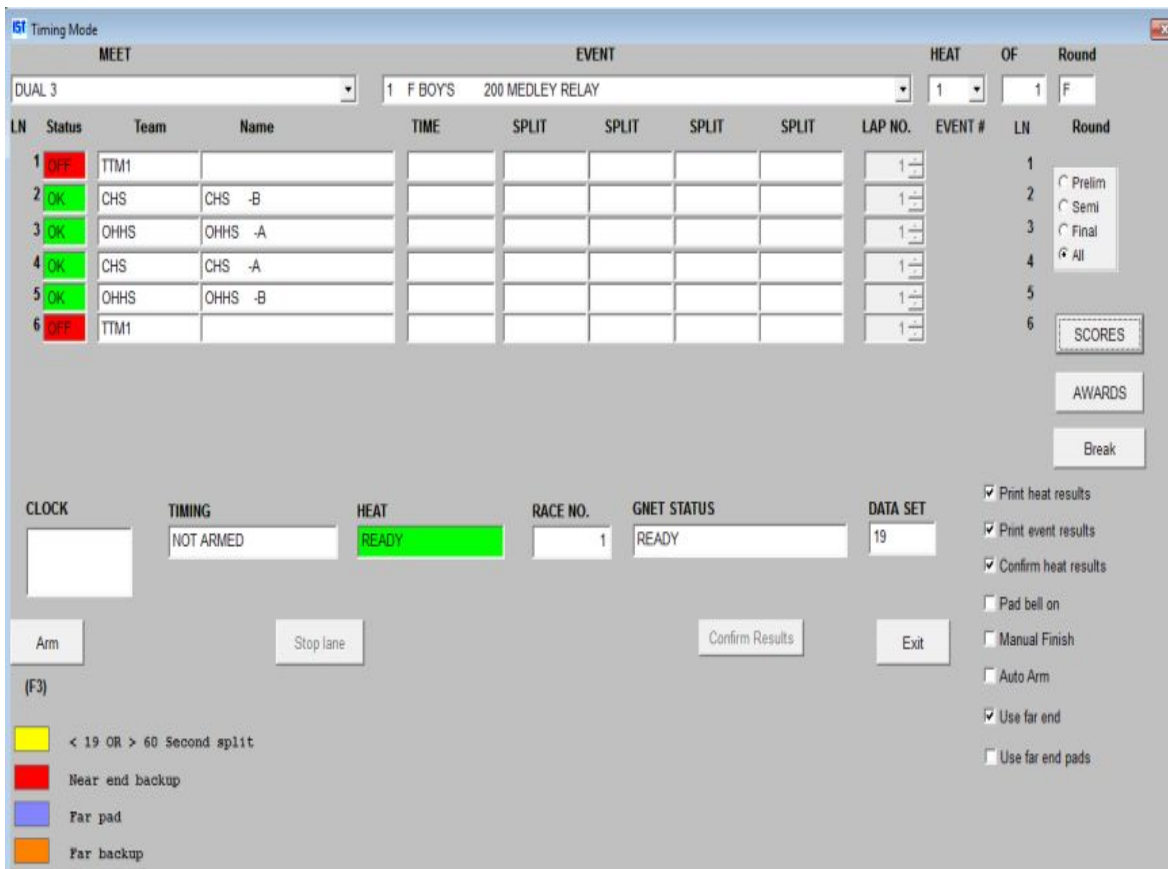 IST Timing Mode
MEET EVENT HEAT OF Round
DUAL 3 1 F BOY'S 200 MEDLEY RELAY 1 1 F
LN Status Team Name TIME SPLIT SPLIT SPLIT SPLIT LAP NO. EVENT # LN Round
1 OFF TTM1 1 1
Prelim
2 OK CHS CHS -B 1 2
Semi
3 OK OHHS OHHS -A 1 3
Final
4 OK CHS CHS -A 1 4
All
5 OK OHHS OHHS -B 1 5
6 OFF TTM1 1 6
SCORES
AWARDS
Break
Print heat results
CLOCK TIMING HEAT RACE NO. GNET STATUS DATA SET
NOT ARMED READY 1 READY 19
Print event results
Confirm heat results
Pad bell on
Arm Stop lane Confirm Results Exit
Manual Finish
Auto Arm
(F3)
Use far end
< 19 OR > 60 Second split
Use far end pads
Near end backup
Far pad
Far backup